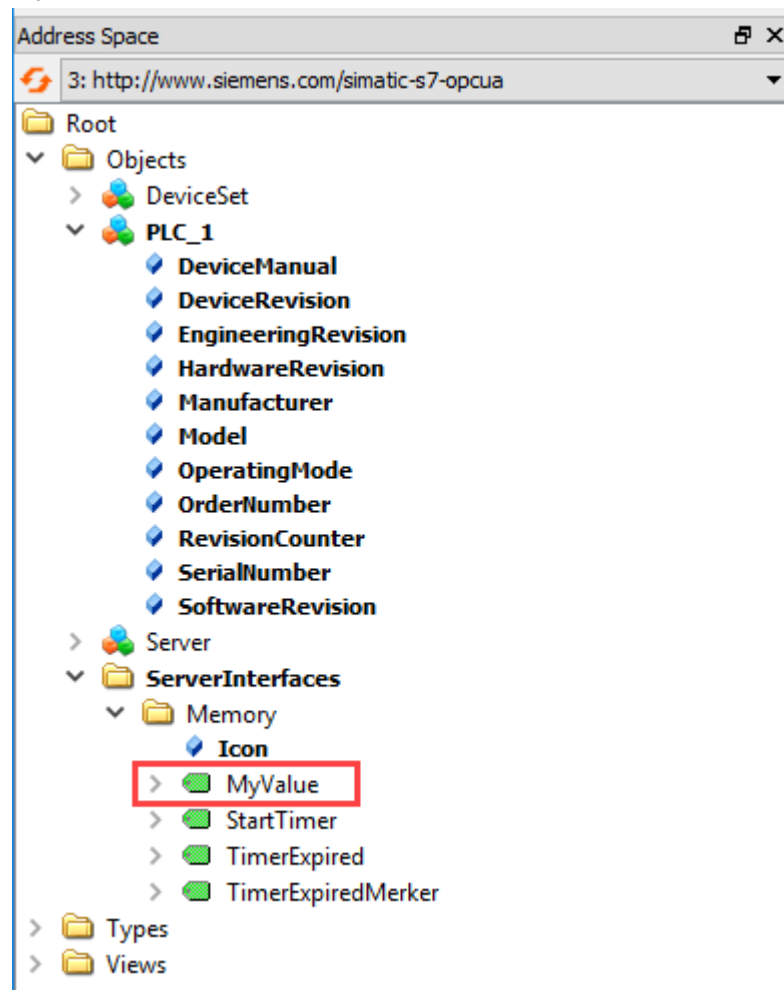 Address Space
3: http://www.siemens.com/simatic-s7-opcua
Root
Objects
DeviceSet
PLC_1
DeviceManual
DeviceRevision
EngineeringRevision
HardwareRevision
Manufacturer
Model
OperatingMode
OrderNumber
RevisionCounter
SerialNumber
SoftwareRevision
Server
ServerInterfaces
Memory
Icon
MyValue
StartTimer
TimerExpired
TimerExpiredMerker
Types
Views